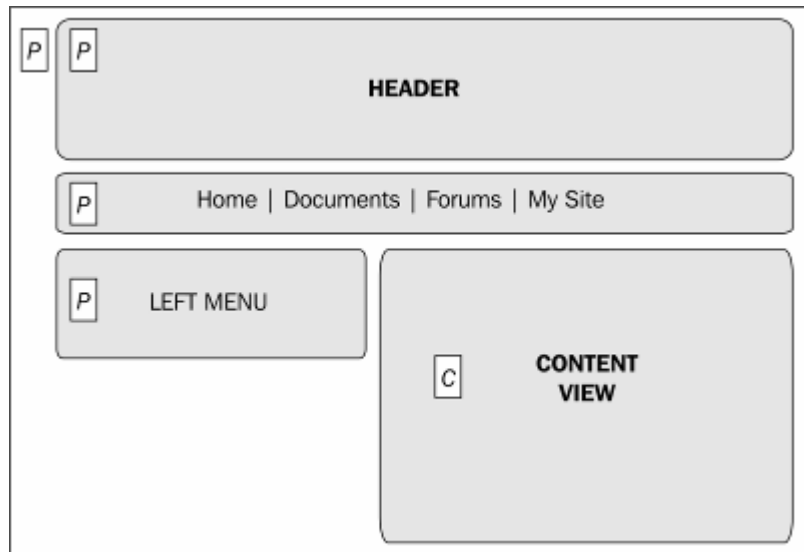 P P
HEADER
P Home | Documents | Forums | My Site
P LEFT MENU
C CONTENT
VIEW